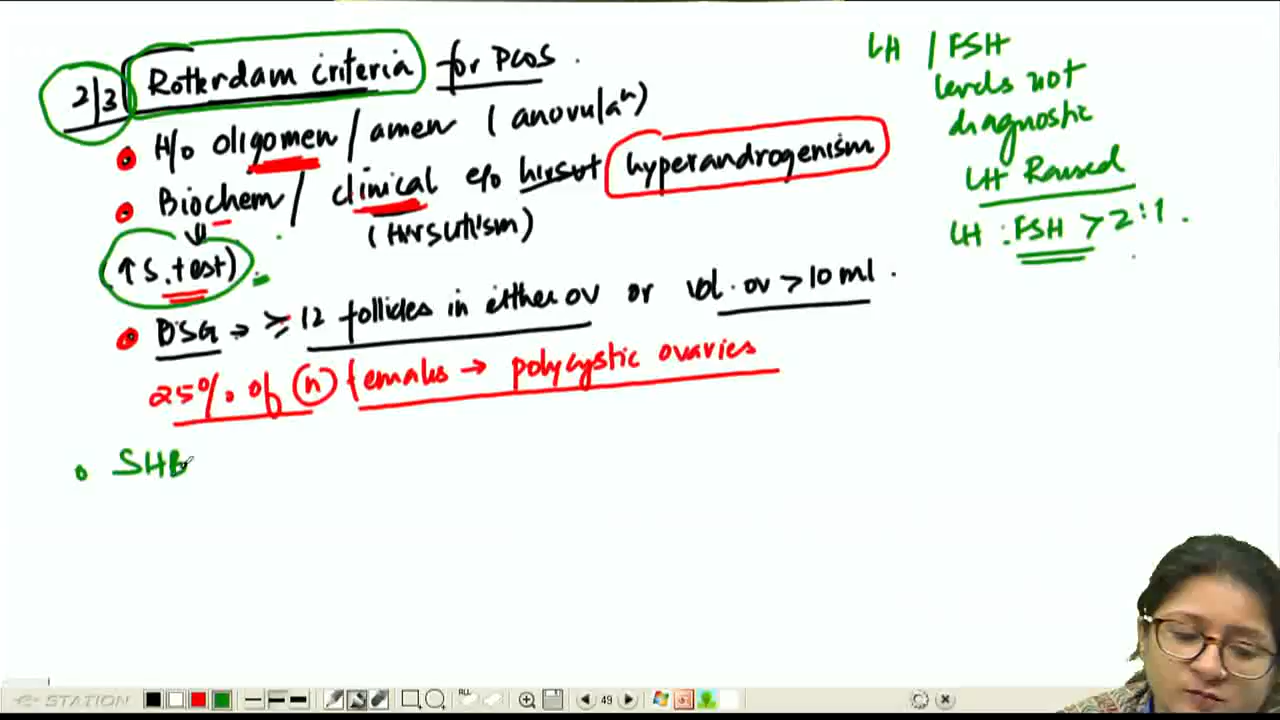 2/3 Rotterdam criteria for PCOS.
• H/o oligomen / amen (anovulaⁿ)
• Biochem / clinical e/o hirsut hyperandrogenism
(Hirsutism)
↑ S. test)
• USG → ≥ 12 follicles in either ov or vol. ov > 10 ml.
25% of (n) females → polycystic ovaries
• SHB
LH / FSH
levels not
diagnostic
LH Raised
LH : FSH > 2:1.
e-STATION
49